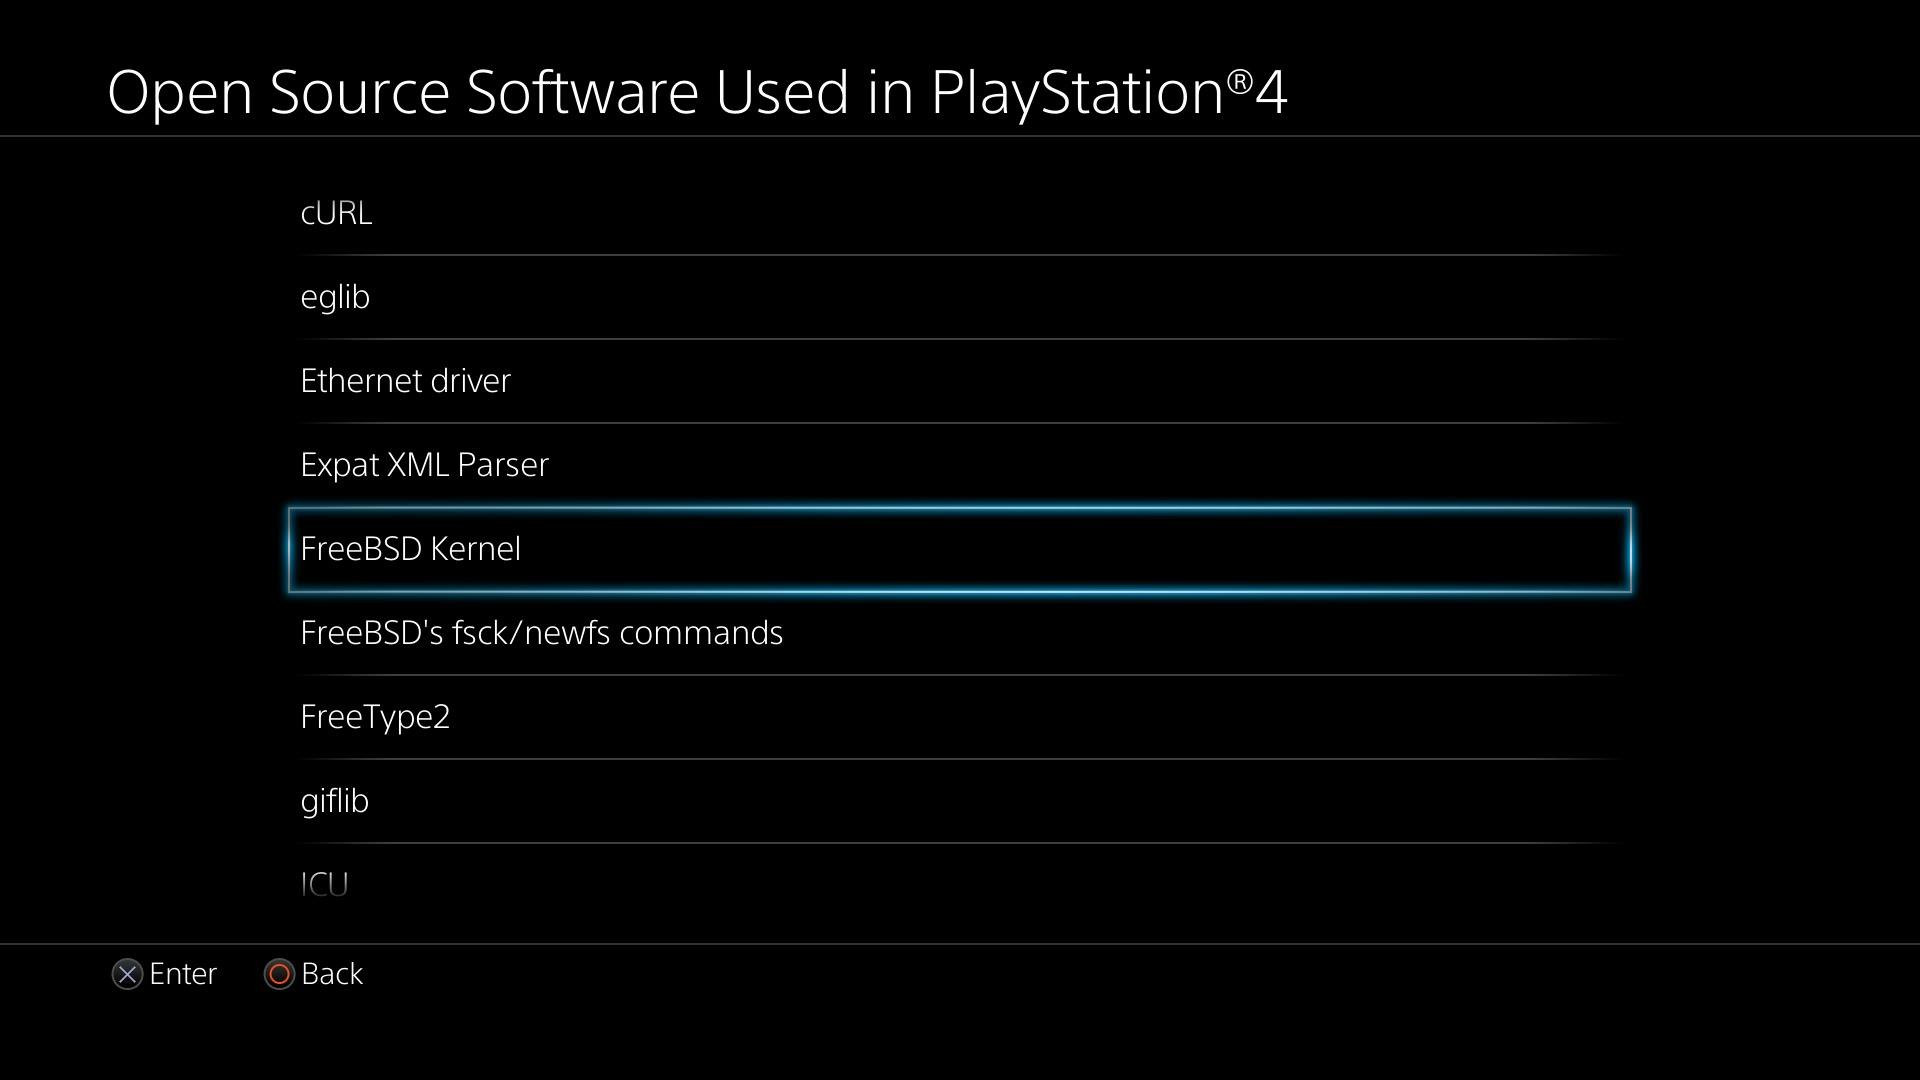 Open Source Software Used in PlayStation®4
cURL
eglib
Ethernet driver
Expat XML Parser
FreeBSD Kernel
FreeBSD's fsck/newfs commands
FreeType2
giflib
ICU
Enter Back